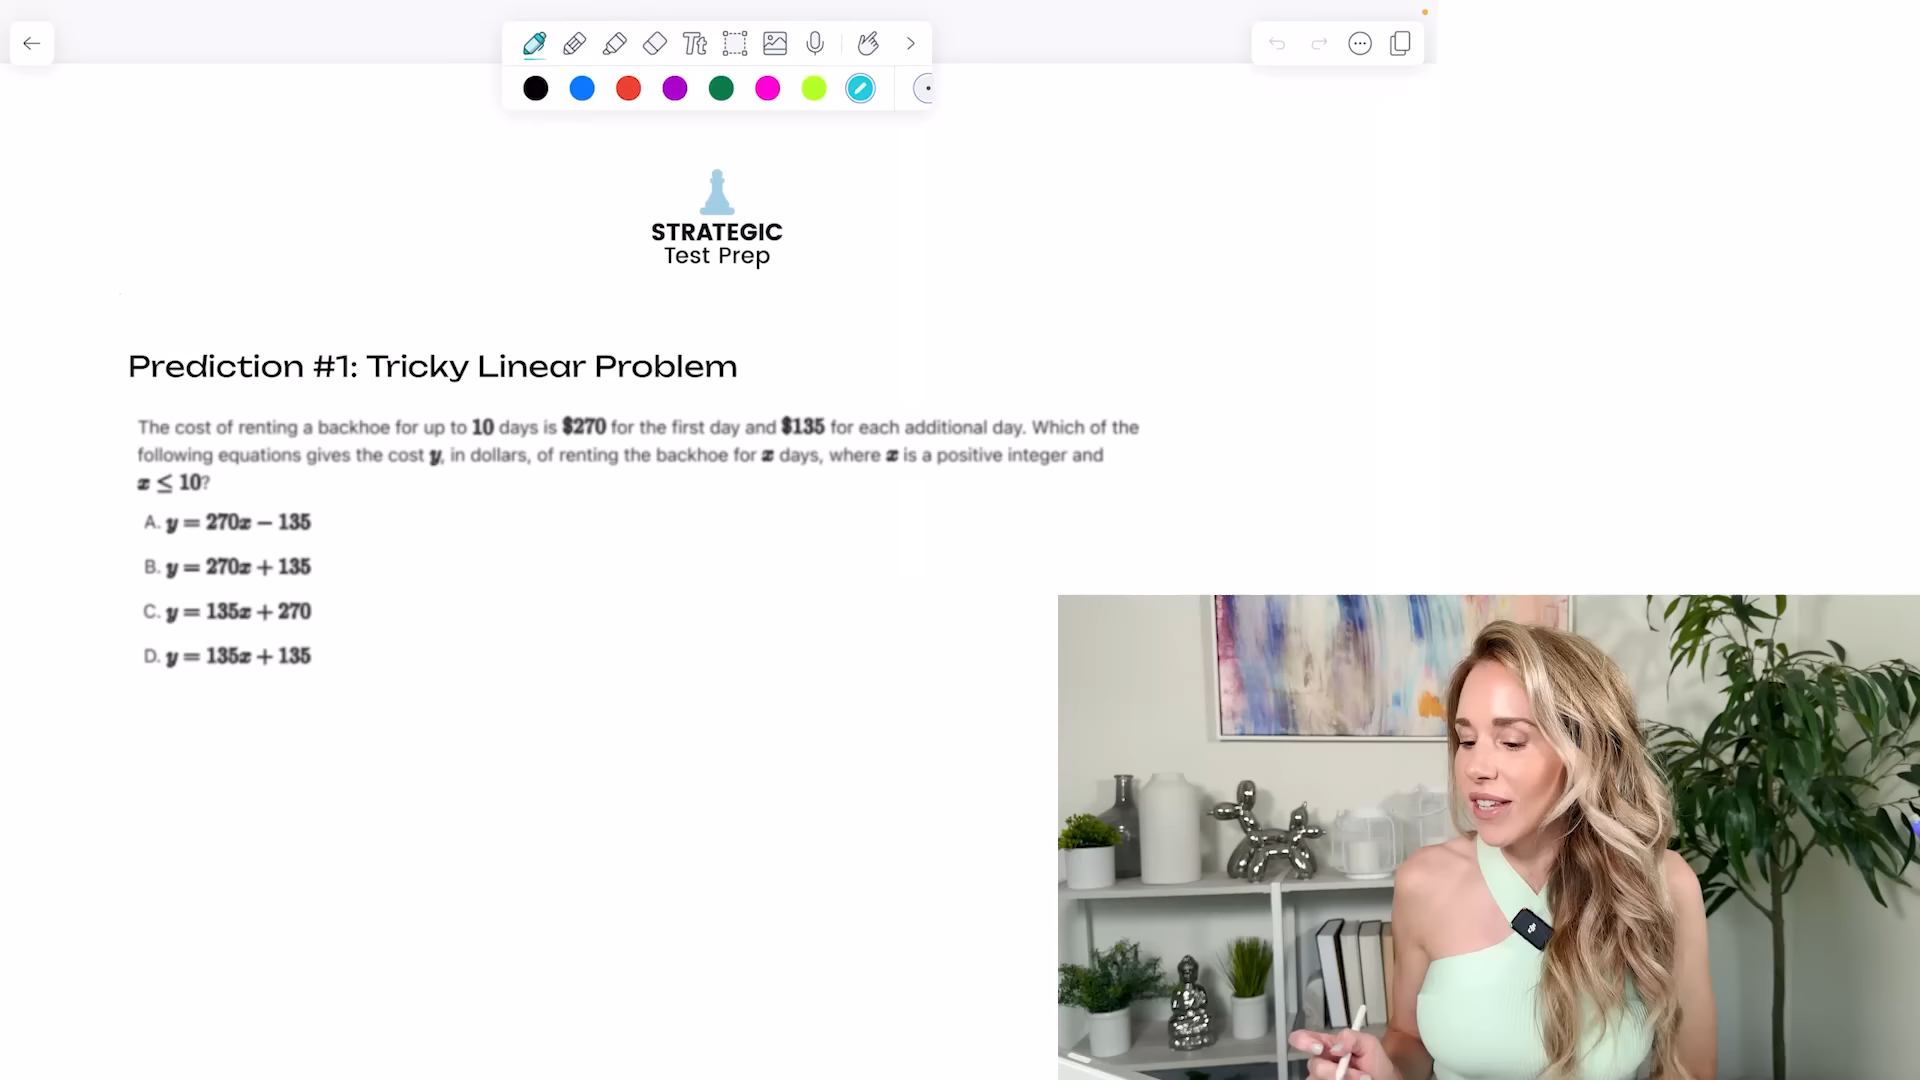 Tt
STRATEGIC
Test Prep
Prediction #1: Tricky Linear Problem
The cost of renting a backhoe for up to 10 days is $270 for the first day and $135 for each additional day. Which of the
following equations gives the cost y, in dollars, of renting the backhoe for x days, where x is a positive integer and
x ≤ 10?
A. y = 270x − 135
B. y = 270x + 135
C. y = 135x + 270
D. y = 135x + 135